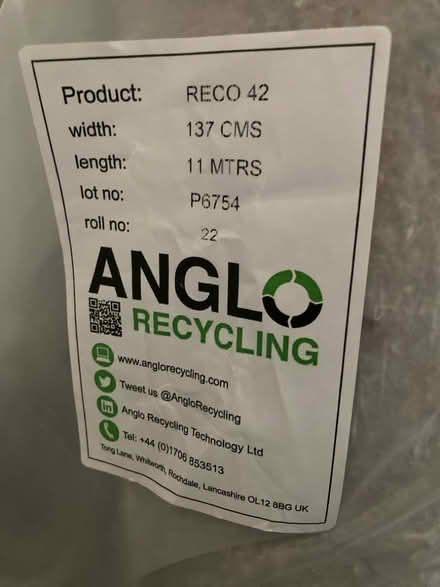 Product: RECO 42
width: 137 CMS
length: 11 MTRS
lot no: P6754
roll no: 22
ANGLO
RECYCLING
www.anglorecycling.com
Tweet us @AngloRecycling
in Anglo Recycling Technology Ltd
Tel: +44 (0)1706 853513
Tong Lane, Whitworth, Rochdale, Lancashire OL12 8BG UK